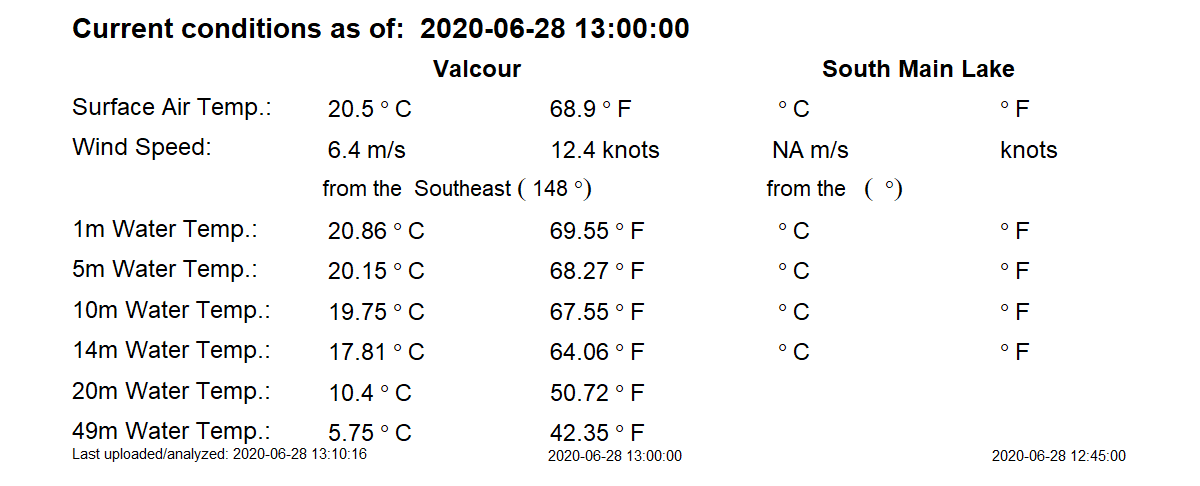 Current conditions as of: 2020-06-28 13:00:00
Valcour South Main Lake
Surface Air Temp.: 20.5 ° C 68.9 ° F ° C ° F
Wind Speed: 6.4 m/s 12.4 knots NA m/s knots
from the Southeast ( 148 °) from the ( °)
1m Water Temp.: 20.86 ° C 69.55 ° F ° C ° F
5m Water Temp.: 20.15 ° C 68.27 ° F ° C ° F
10m Water Temp.: 19.75 ° C 67.55 ° F ° C ° F
14m Water Temp.: 17.81 ° C 64.06 ° F ° C ° F
20m Water Temp.: 10.4 ° C 50.72 ° F
49m Water Temp.: 5.75 ° C 42.35 ° F
Last uploaded/analyzed: 2020-06-28 13:10:16 2020-06-28 13:00:00 2020-06-28 12:45:00